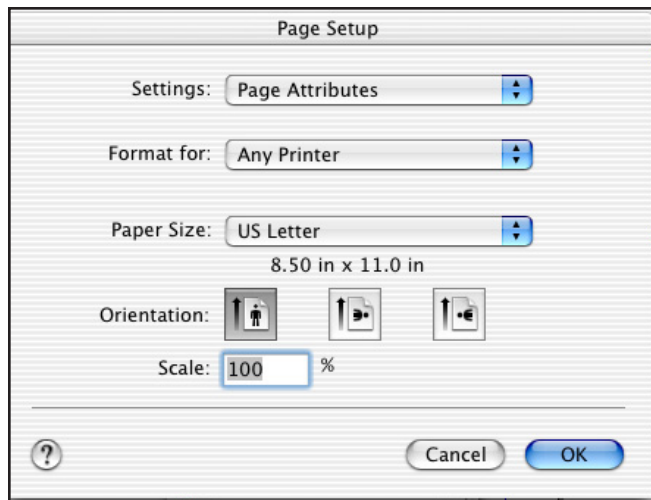 Page Setup
Settings: Page Attributes
Format for: Any Printer
Paper Size: US Letter
8.50 in x 11.0 in
Orientation:
Scale: 100 %
? Cancel OK